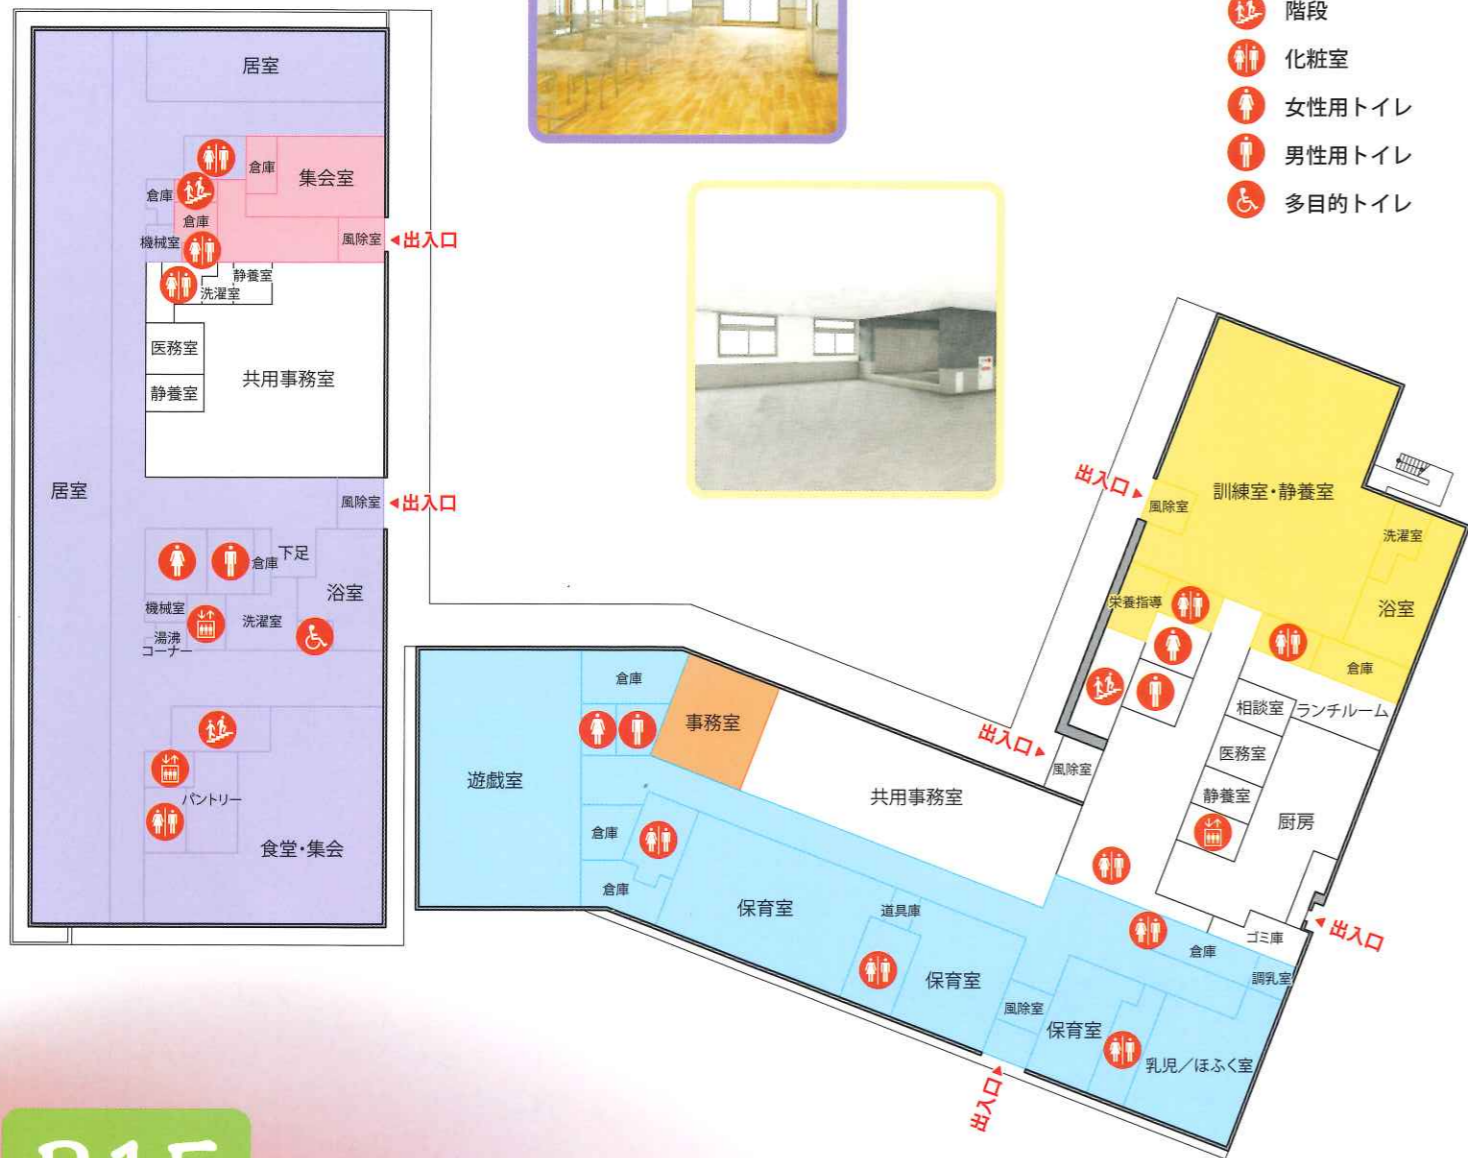 階段
化粧室
女性用トイレ
男性用トイレ
多目的トイレ
居室
倉庫
集会室
倉庫
倉庫
機械室
風除室
出入口
静養室
洗濯室
医務室
共用事務室
静養室
居室
風除室
出入口
倉庫
下足
浴室
機械室
洗濯室
湯沸
コーナー
パントリー
食堂・集会
出入口
訓練室・静養室
風除室
洗濯室
栄養指導
浴室
倉庫
相談室
ランチルーム
医務室
静養室
厨房
出入口
風除室
倉庫
事務室
遊戯室
共用事務室
倉庫
倉庫
保育室
道具庫
保育室
風除室
保育室
倉庫
ゴミ庫
出入口
調乳室
乳児／ほふく室
出入口
B1F